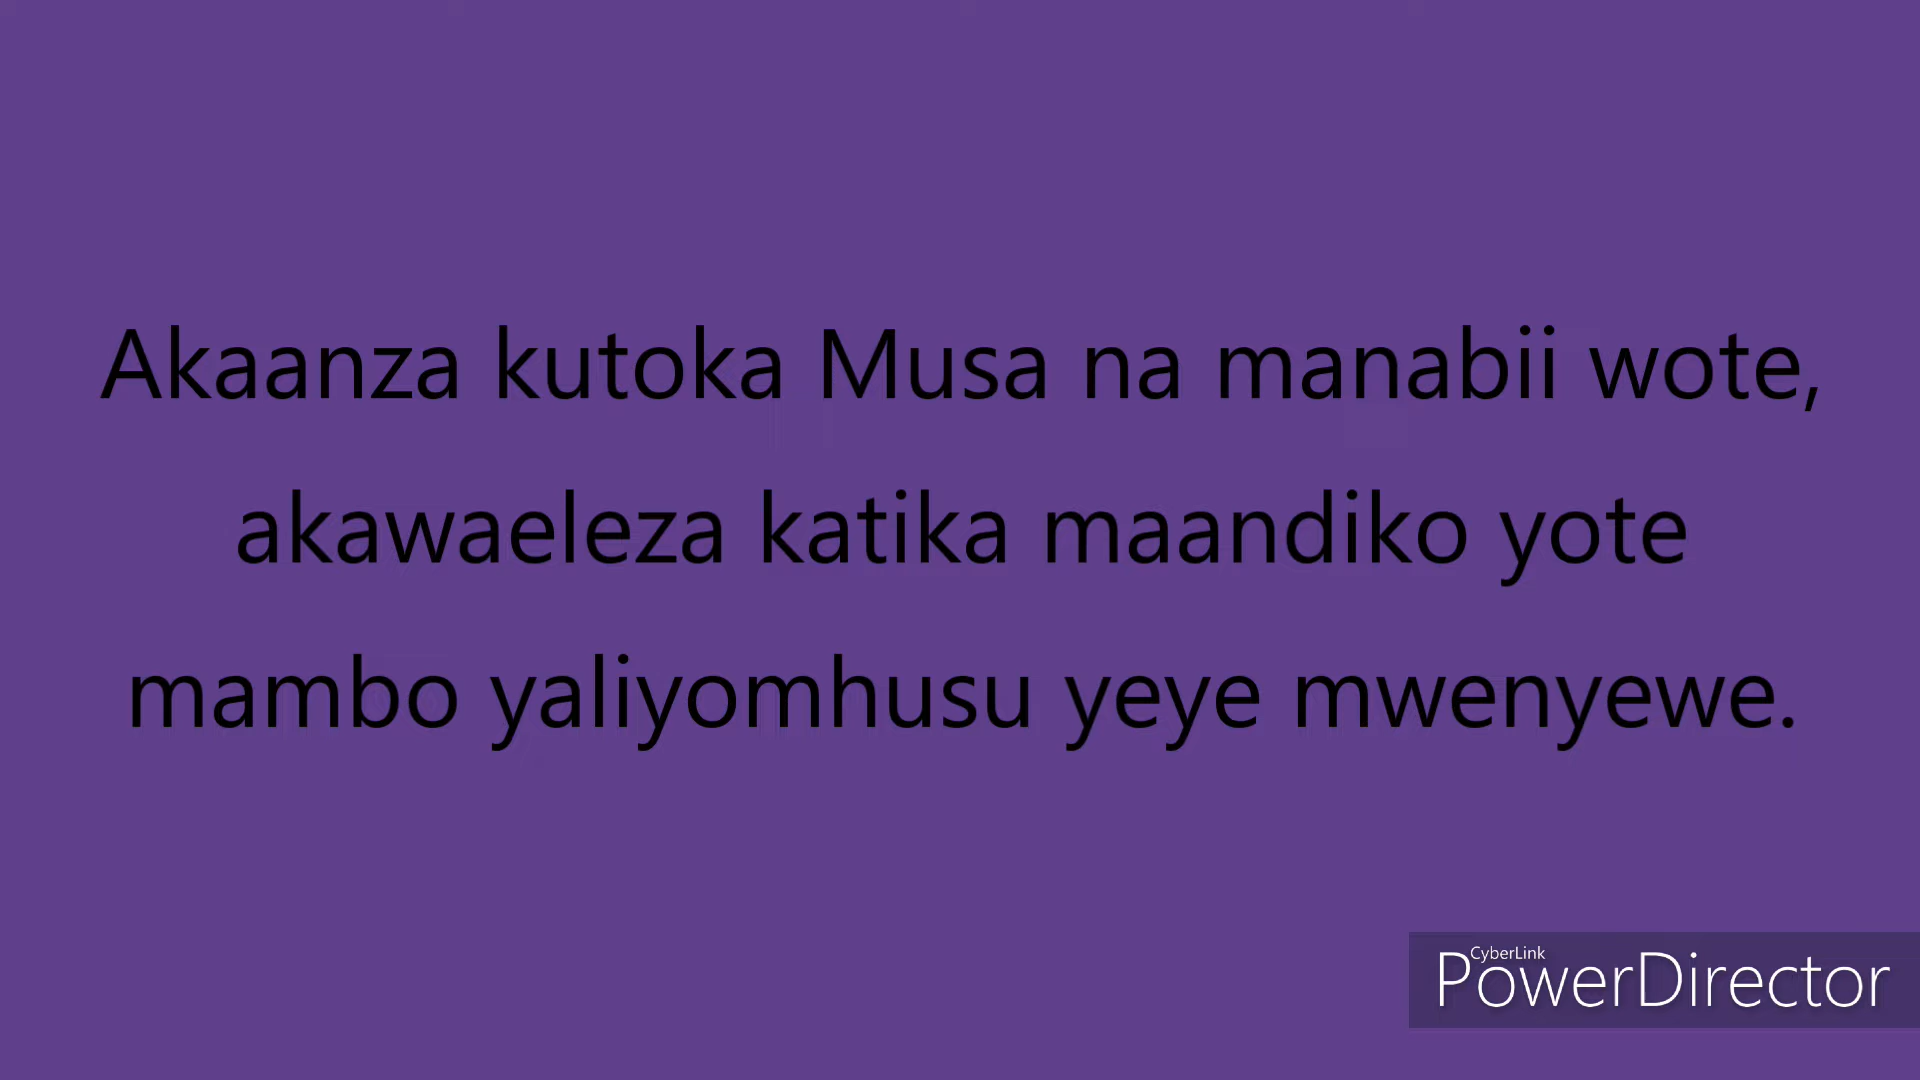 Akaanza kutoka Musa na manabii wote,
akawaeleza katika maandiko yote
mambo yaliyomhusu yeye mwenyewe.
CyberLink
PowerDirector